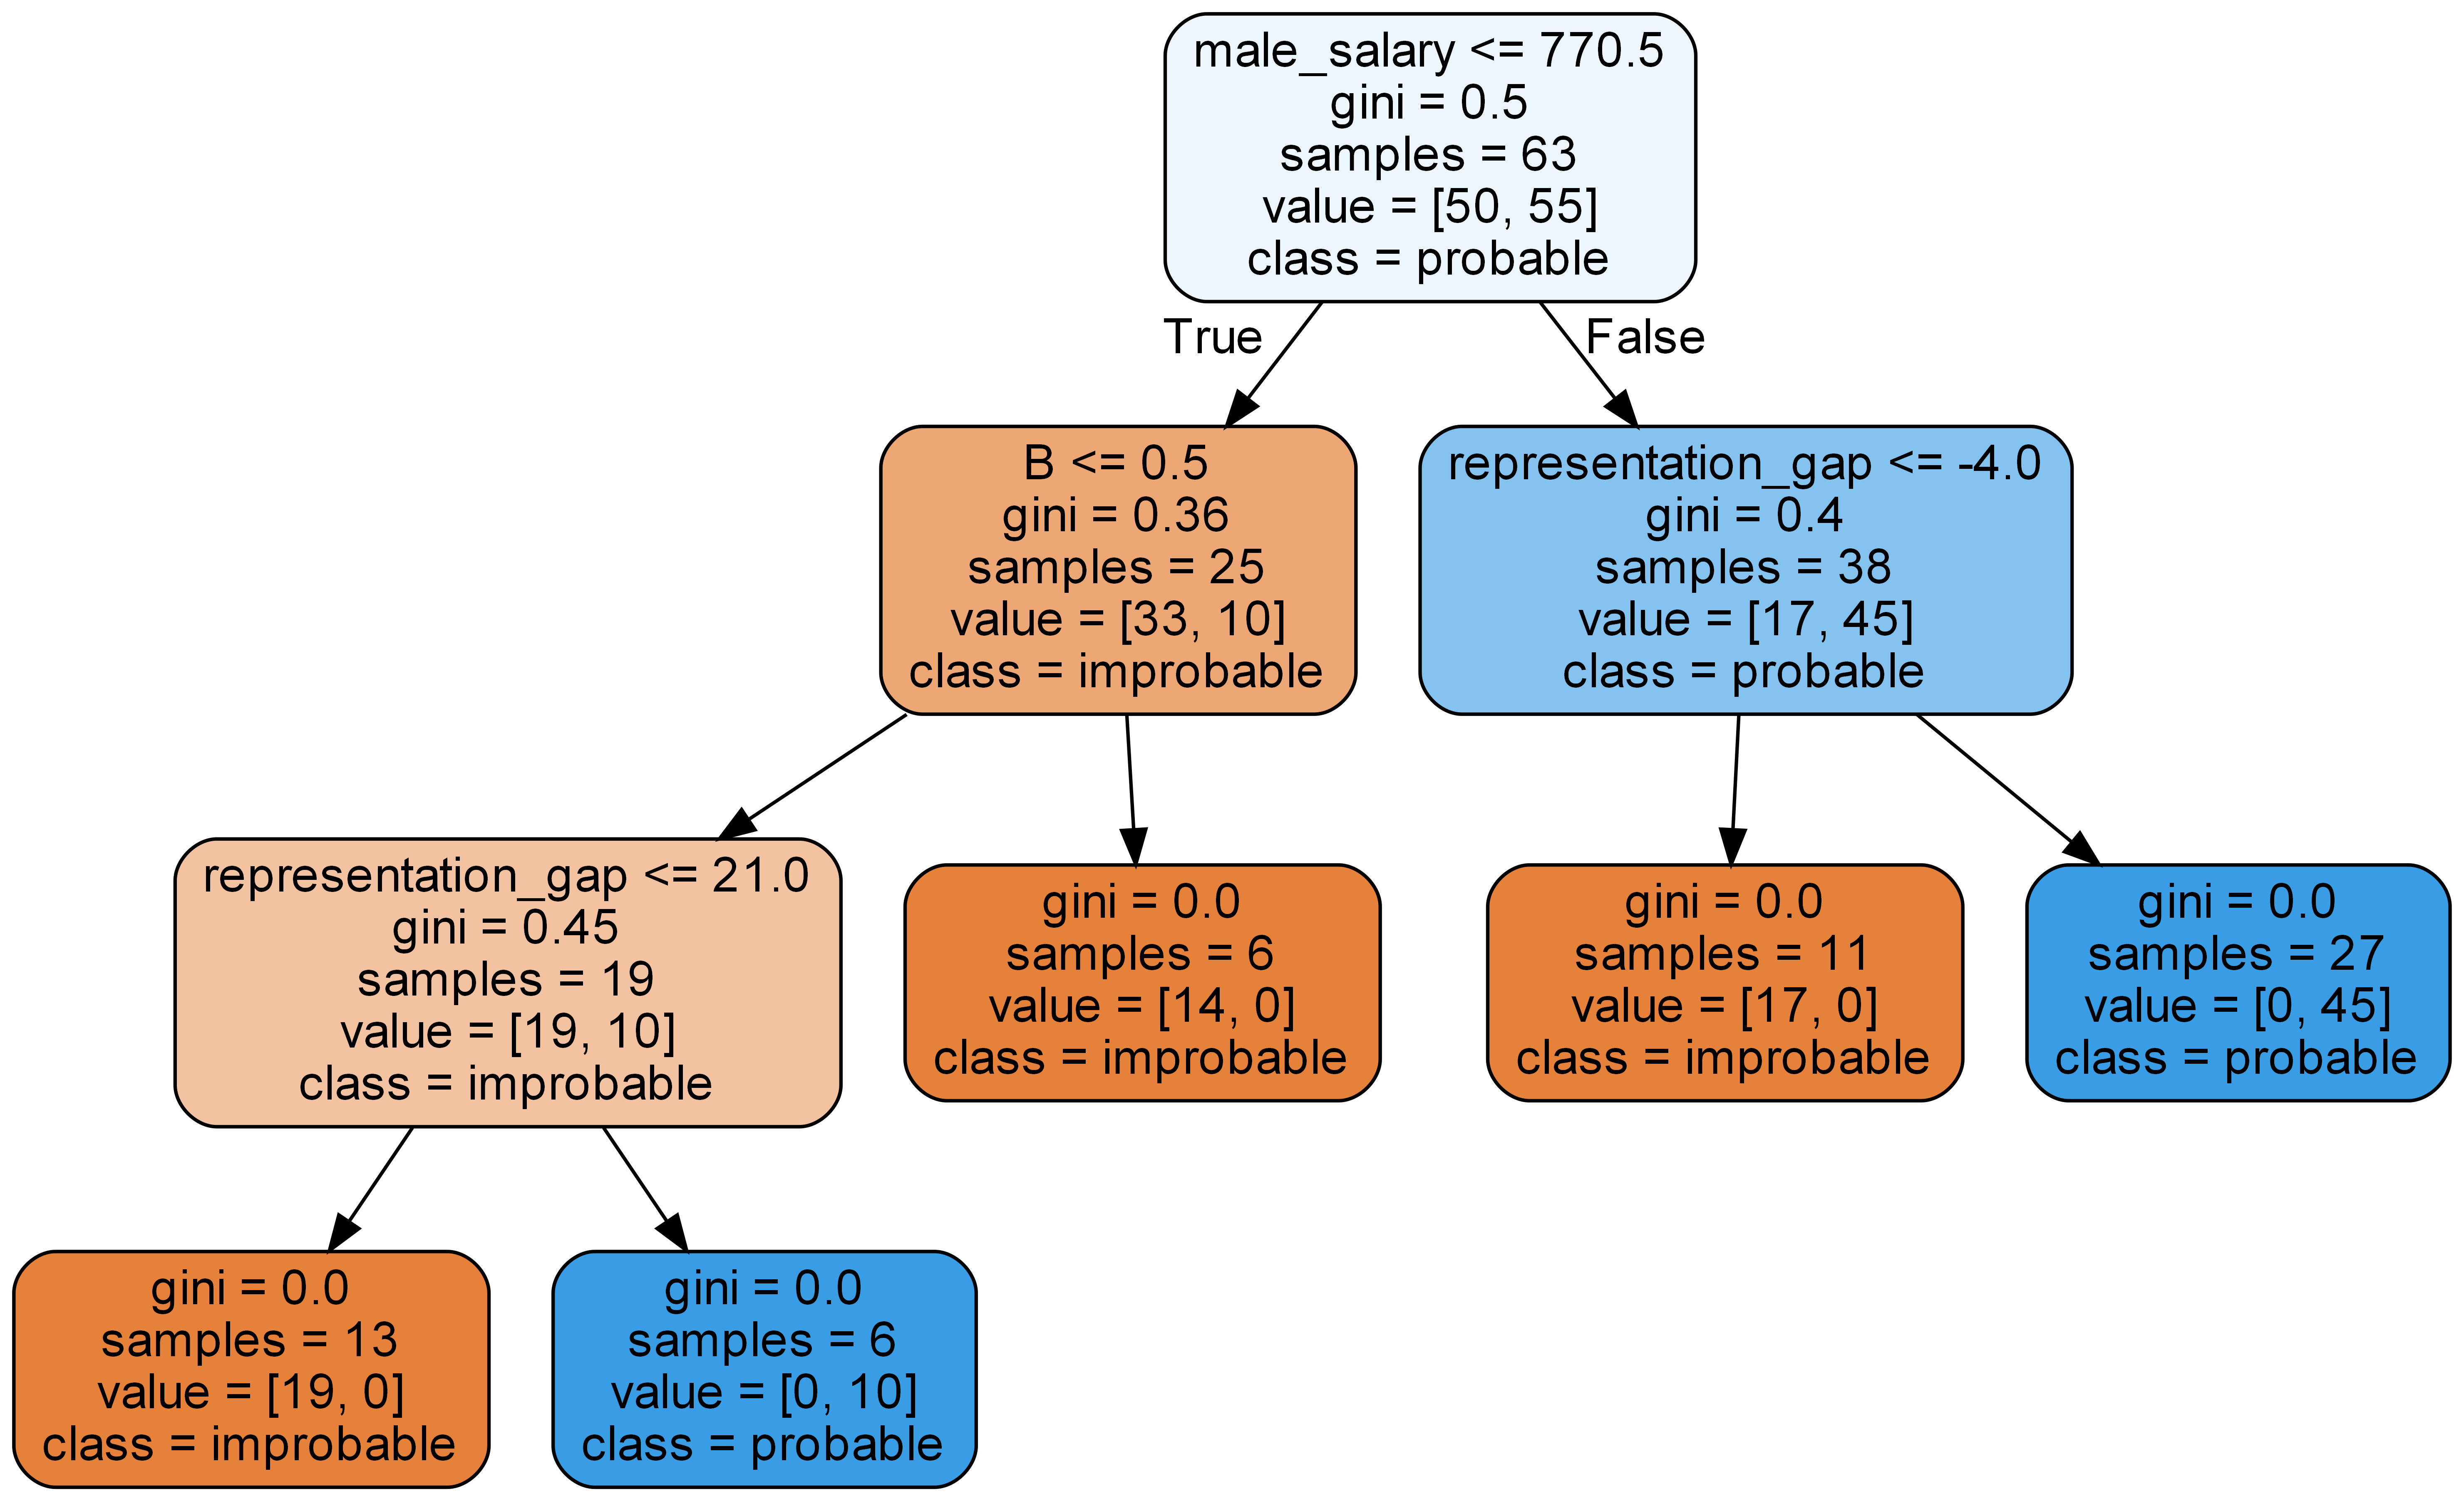 male_salary <= 770.5
gini = 0.5
samples = 63
value = [50, 55]
class = probable
True
False
B <= 0.5
gini = 0.36
samples = 25
value = [33, 10]
class = improbable
representation_gap <= -4.0
gini = 0.4
samples = 38
value = [17, 45]
class = probable
representation_gap <= 21.0
gini = 0.45
samples = 19
value = [19, 10]
class = improbable
gini = 0.0
samples = 6
value = [14, 0]
class = improbable
gini = 0.0
samples = 11
value = [17, 0]
class = improbable
gini = 0.0
samples = 27
value = [0, 45]
class = probable
gini = 0.0
samples = 13
value = [19, 0]
class = improbable
gini = 0.0
samples = 6
value = [0, 10]
class = probable